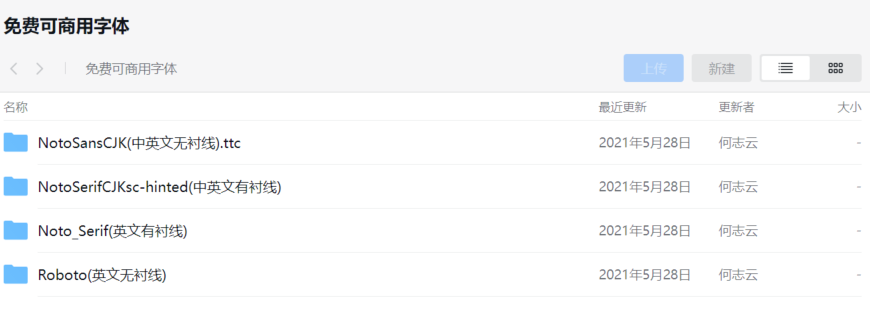 免费可商用字体
免费可商用字体 上传 新建
名称 最近更新 更新者 大小
NotoSansCJK(中英文无衬线).ttc 2021年5月28日 何志云 -
NotoSerifCJKsc-hinted(中英文有衬线) 2021年5月28日 何志云 -
Noto_Serif(英文有衬线) 2021年5月28日 何志云 -
Roboto(英文无衬线) 2021年5月28日 何志云 -